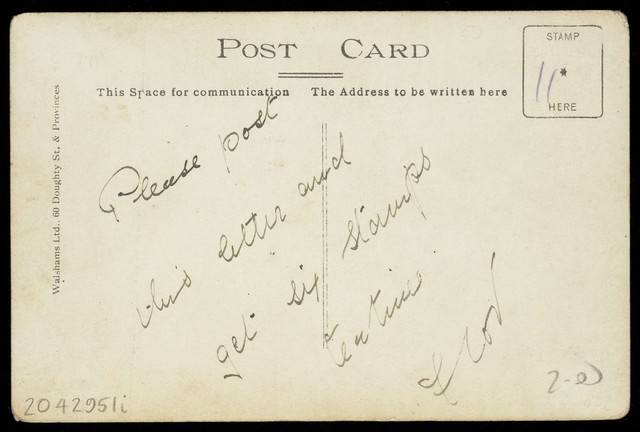 POST CARD
STAMP
HERE
This Space for communication
The Address to be written here
Walshams Ltd., 60 Doughty St. & Provinces
Please post
this letter and
get six stamps
2042951i